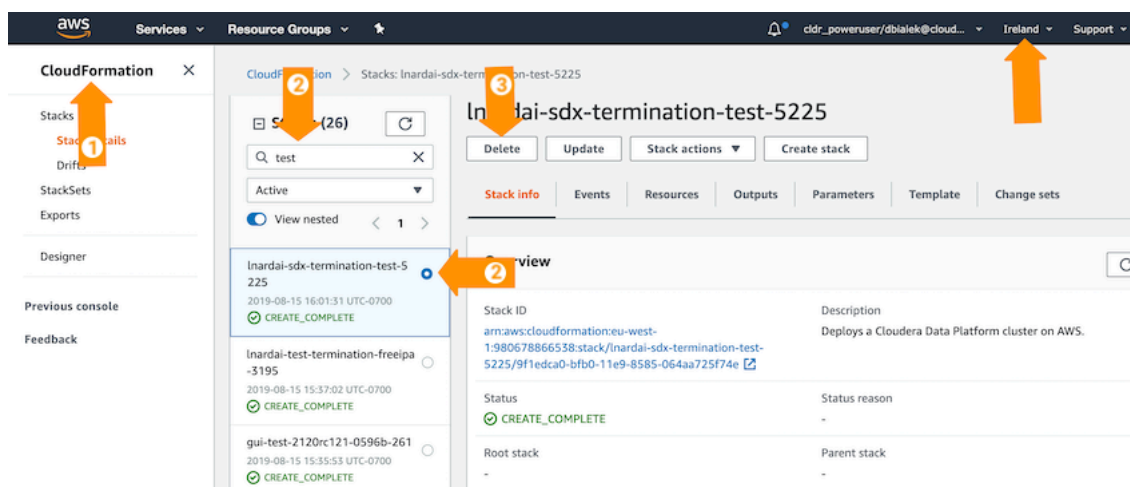 aws
Services
Resource Groups
cldr_poweruser/dbialek@cloud...
Ireland
Support
CloudFormation
Stacks
Drifts
StackSets
Exports
Designer
Previous console
Feedback
Stacks: lnardai-sdx-termination-test-5225
1
2
(26)
test
Active
View nested
1
lnardai-sdx-termination-test-5
225
2019-08-15 16:01:31 UTC-0700
CREATE_COMPLETE
2
lnardai-test-termination-freeipa
-3195
2019-08-15 15:37:02 UTC-0700
CREATE_COMPLETE
gui-test-2120rc121-0596b-261
2019-08-15 15:35:53 UTC-0700
CREATE_COMPLETE
3
lnardai-sdx-termination-test-5225
Delete
Update
Stack actions
Create stack
Stack info
Events
Resources
Outputs
Parameters
Template
Change sets
Overview
Stack ID
arn:aws:cloudformation:eu-west-
1:980678866538:stack/lnardai-sdx-termination-test-
5225/9f1edca0-bfb0-11e9-8585-064aa725f74e
Description
Deploys a Cloudera Data Platform cluster on AWS.
Status
CREATE_COMPLETE
Status reason
-
Root stack
-
Parent stack
-